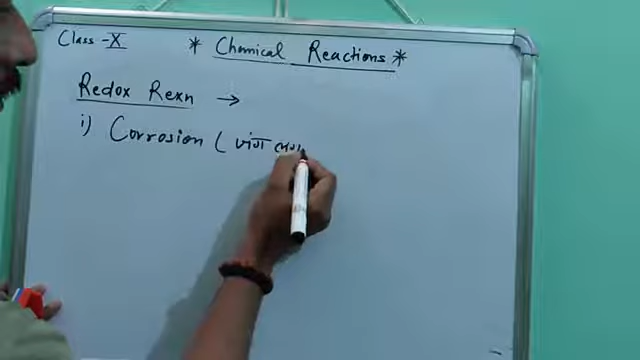 Class - X
* Chemical Reactions *
Redox Rexn →
i) Corrosion (